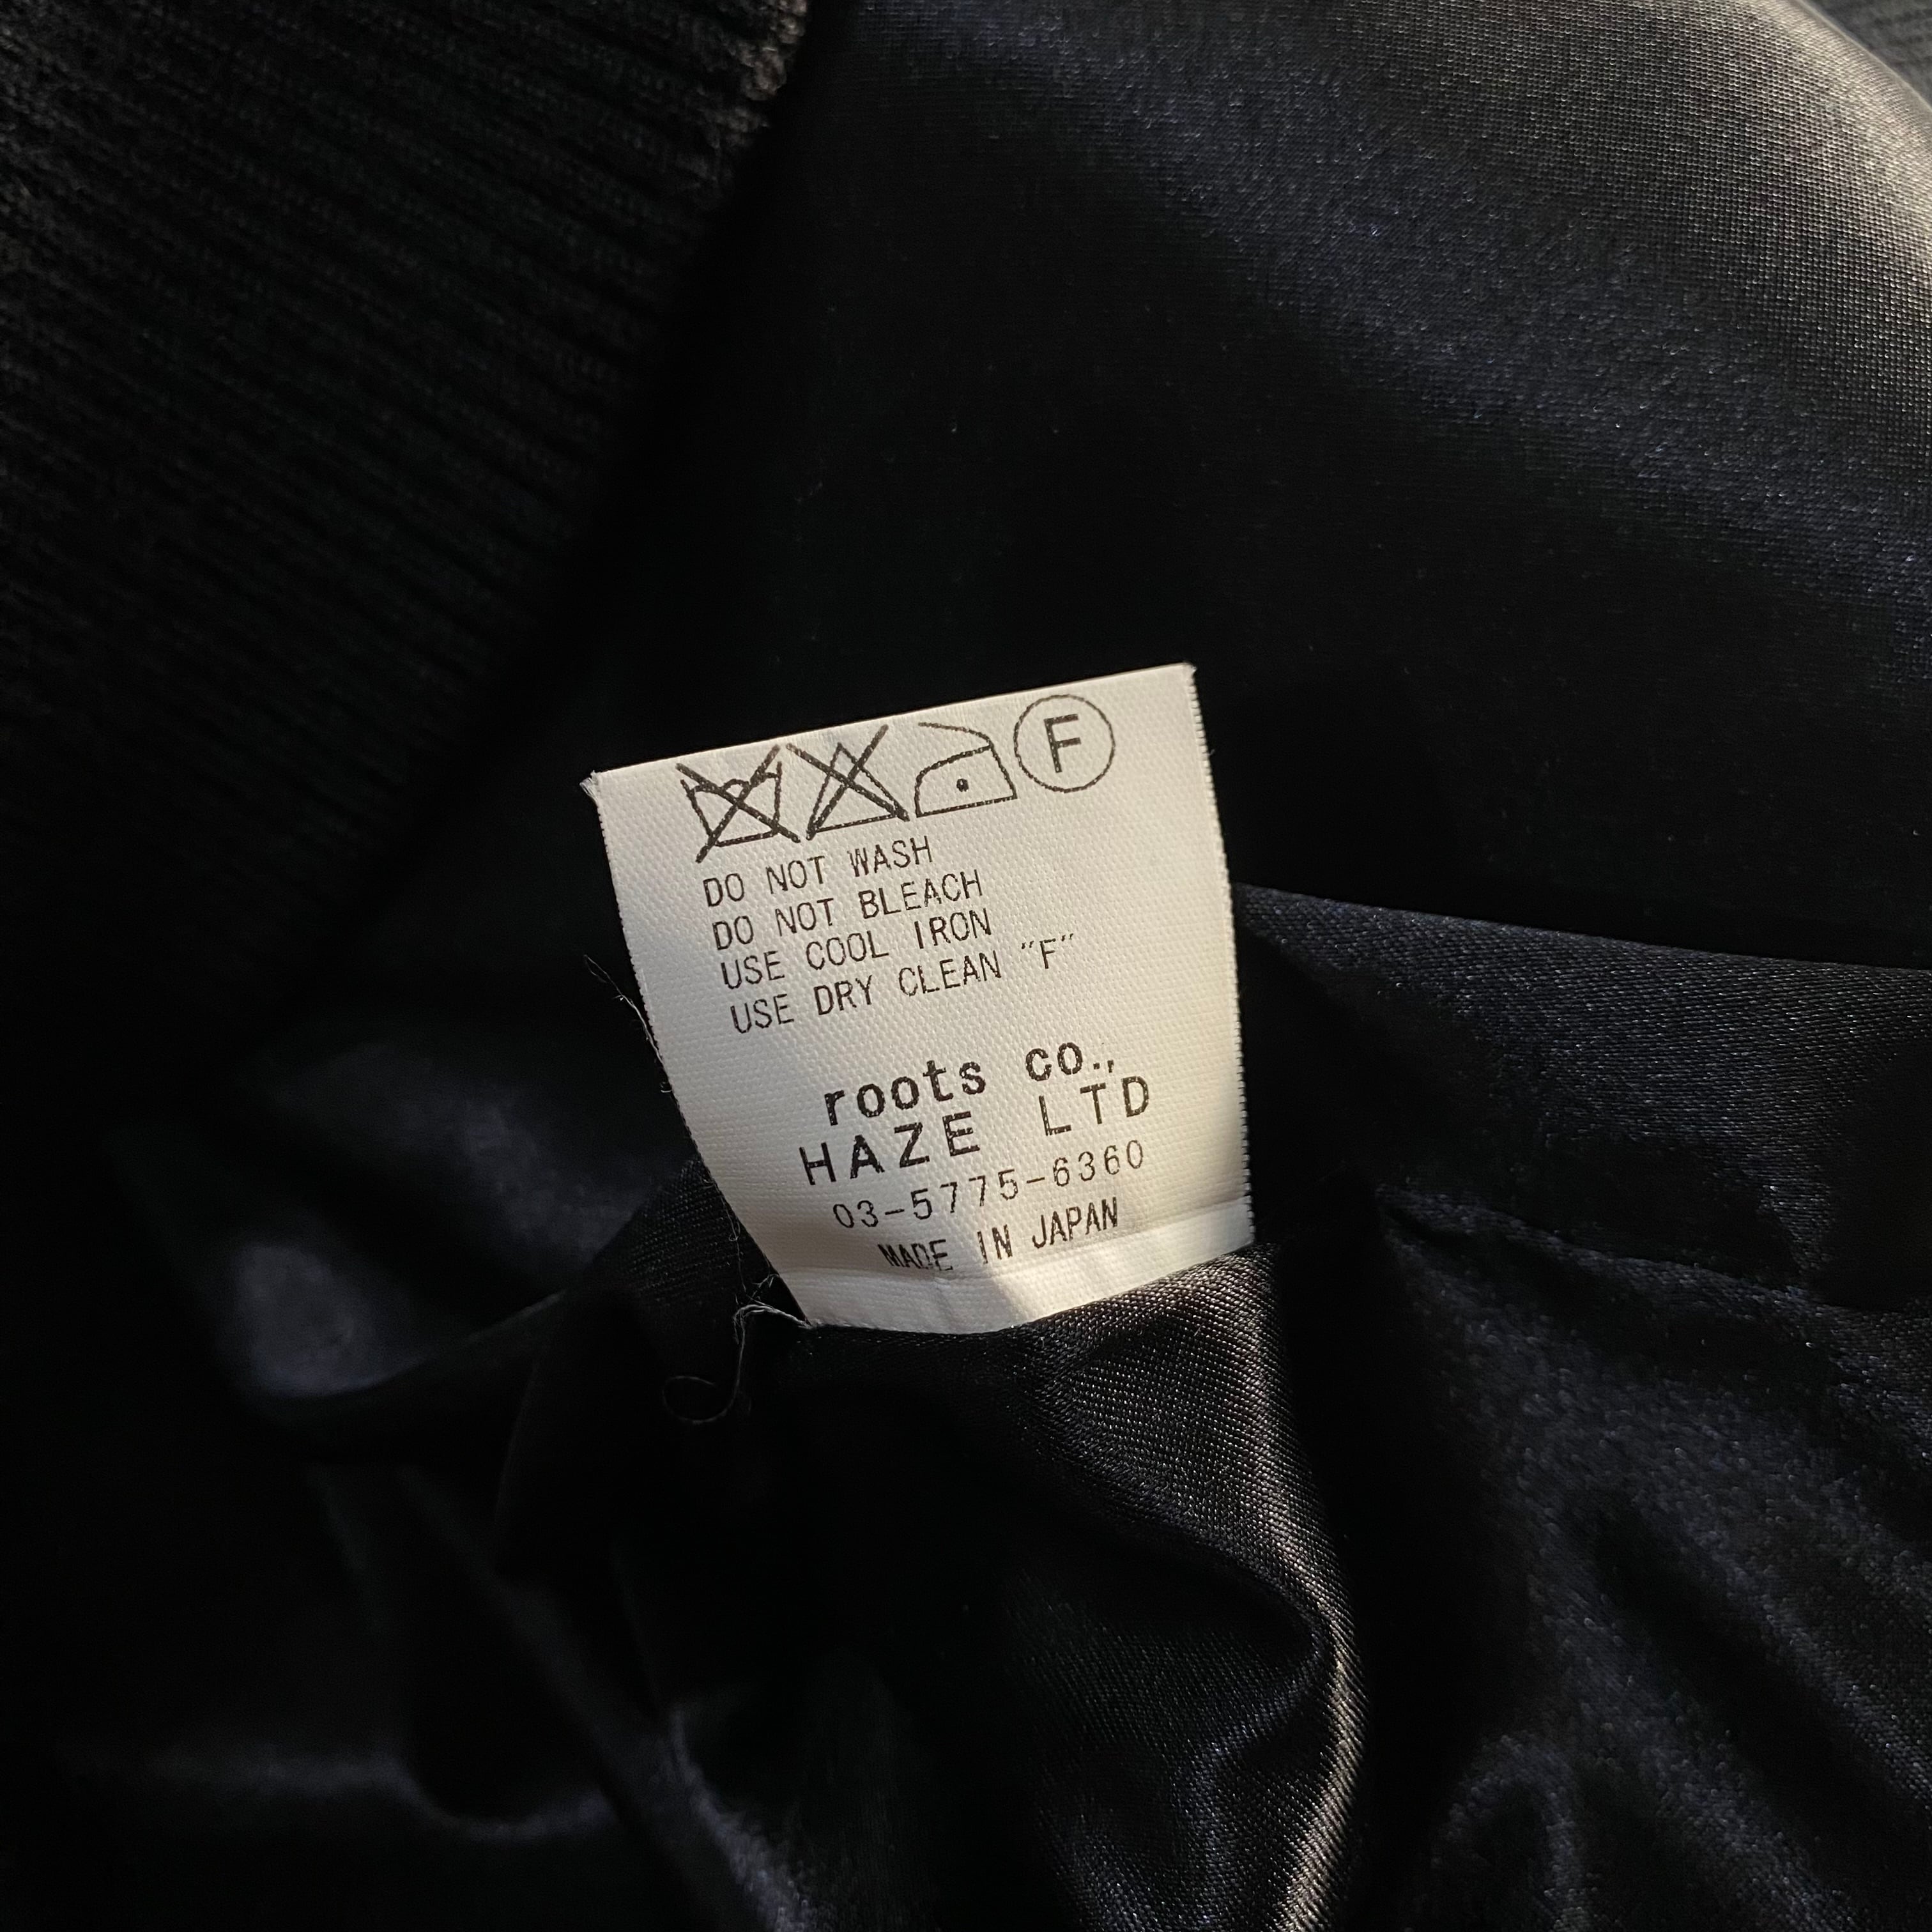 F
DO NOT WASH
DO NOT BLEACH
USE COOL IRON
USE DRY CLEAN "F"
roots co.,
HAZE LTD
03-5775-6360
MADE IN JAPAN